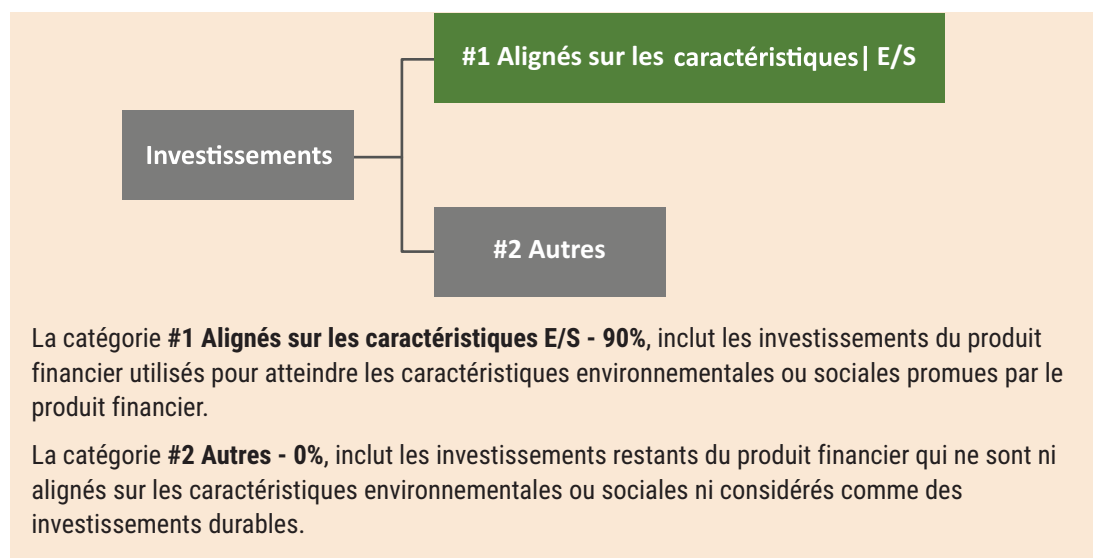 #1 Alignés sur les caractéristiques| E/S
Investissements
#2 Autres
La catégorie #1 Alignés sur les caractéristiques E/S - 90%, inclut les investissements du produit
financier utilisés pour atteindre les caractéristiques environnementales ou sociales promues par le
produit financier.
La catégorie #2 Autres - 0%, inclut les investissements restants du produit financier qui ne sont ni
alignés sur les caractéristiques environnementales ou sociales ni considérés comme des
investissements durables.